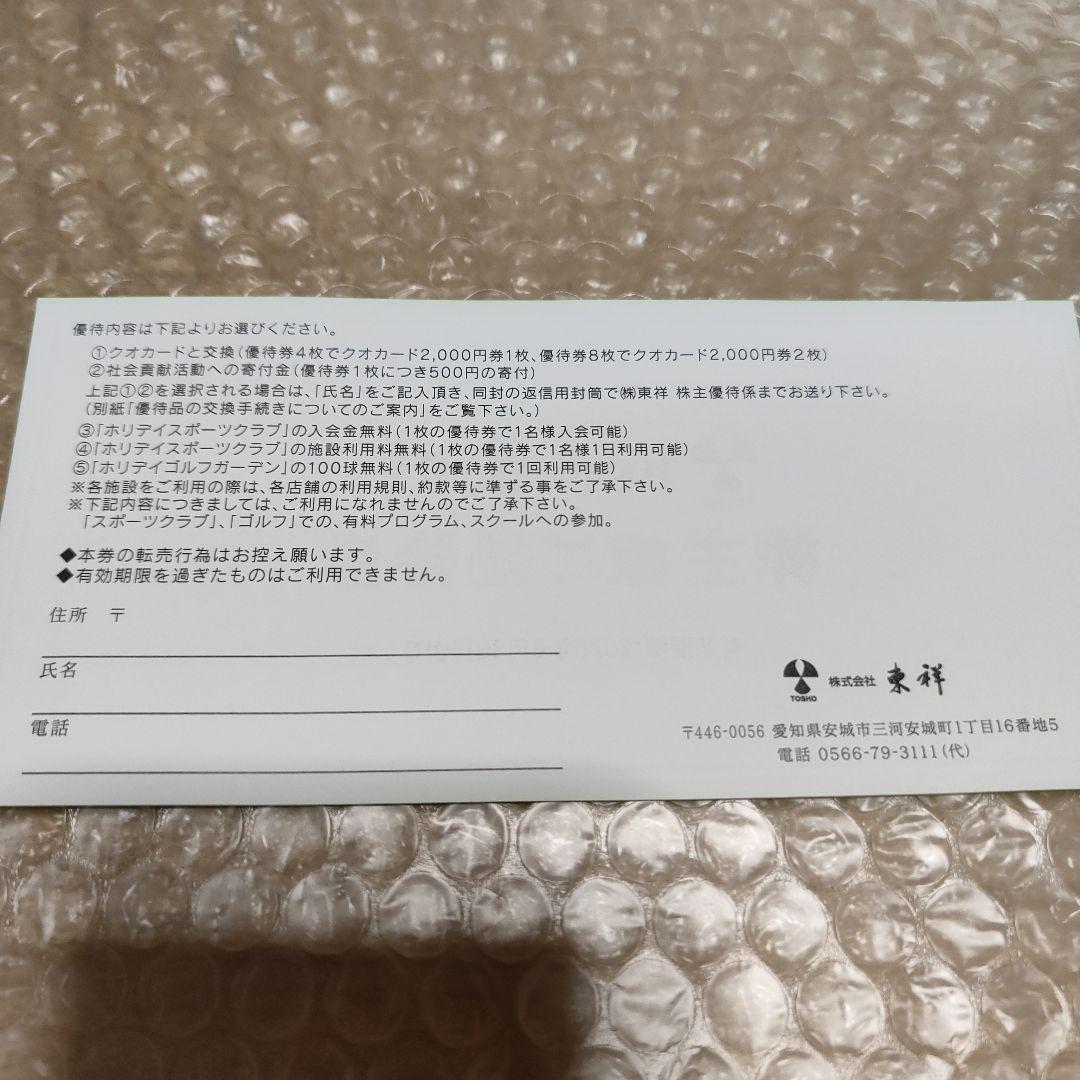 優待内容は下記よりお選びください。
①クオカードと交換(優待券4枚でクオカード2,000円券1枚、優待券8枚でクオカード2,000円券2枚)
②社会貢献活動への寄付金(優待券1枚につき500円の寄付)
上記①②を選択される場合は、「氏名」をご記入頂き、同封の返信用封筒で㈱東祥 株主優待係までお送り下さい。
(別紙「優待品の交換手続きについてのご案内」をご覧下さい。)
③「ホリデイスポーツクラブ」の入会金無料(1枚の優待券で1名様入会可能)
④「ホリデイスポーツクラブ」の施設利用料無料(1枚の優待券で1名様1日利用可能)
⑤「ホリデイゴルフガーデン」の100球無料(1枚の優待券で1回利用可能)
※各施設をご利用の際は、各店舗の利用規則、約款等に準ずる事をご了承下さい。
※下記内容につきましては、ご利用になれませんのでご了承下さい。
「スポーツクラブ」、「ゴルフ」での、有料プログラム、スクールへの参加。
◆本券の転売行為はお控え願います。
◆有効期限を過ぎたものはご利用できません。
住所 〒
氏名
電話
TOSHO
株式会社 東祥
〒446-0056 愛知県安城市三河安城町1丁目16番地5
電話 0566-79-3111(代)